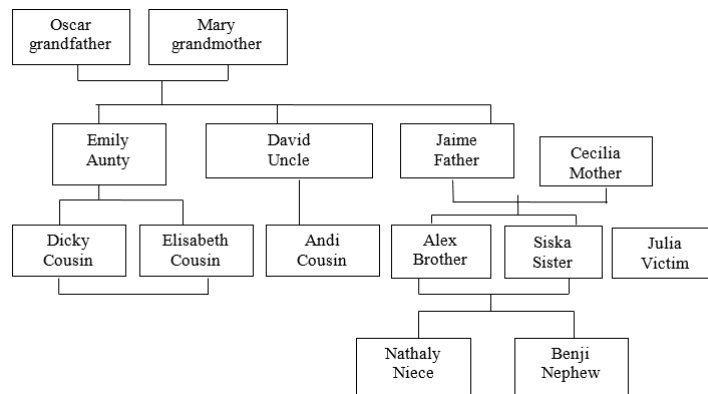 Oscar
grandfather
Mary
grandmother
Emily
Aunty
David
Uncle
Jaime
Father
Cecilia
Mother
Dicky
Cousin
Elisabeth
Cousin
Andi
Cousin
Alex
Brother
Siska
Sister
Julia
Victim
Nathaly
Niece
Benji
Nephew